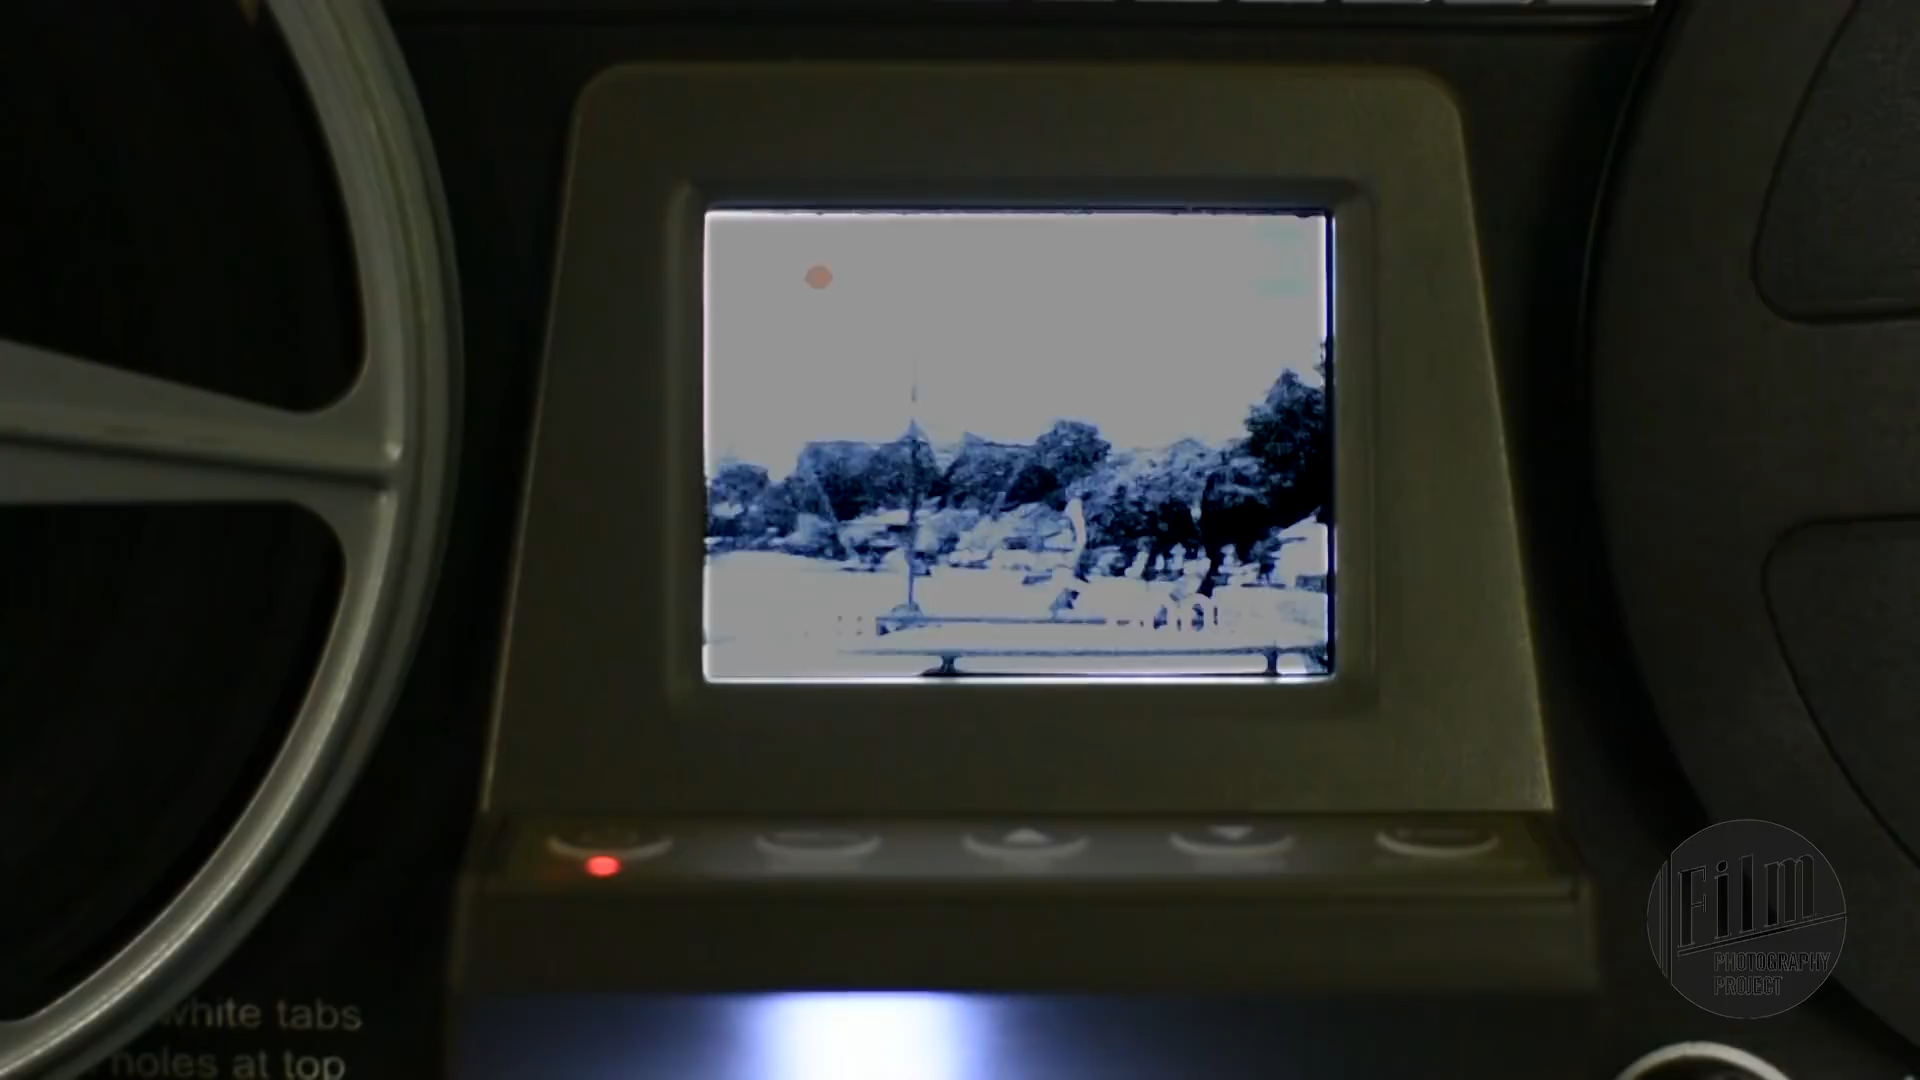 white tabs
holes at top
Film
PHOTOGRAPHY
PROJECT